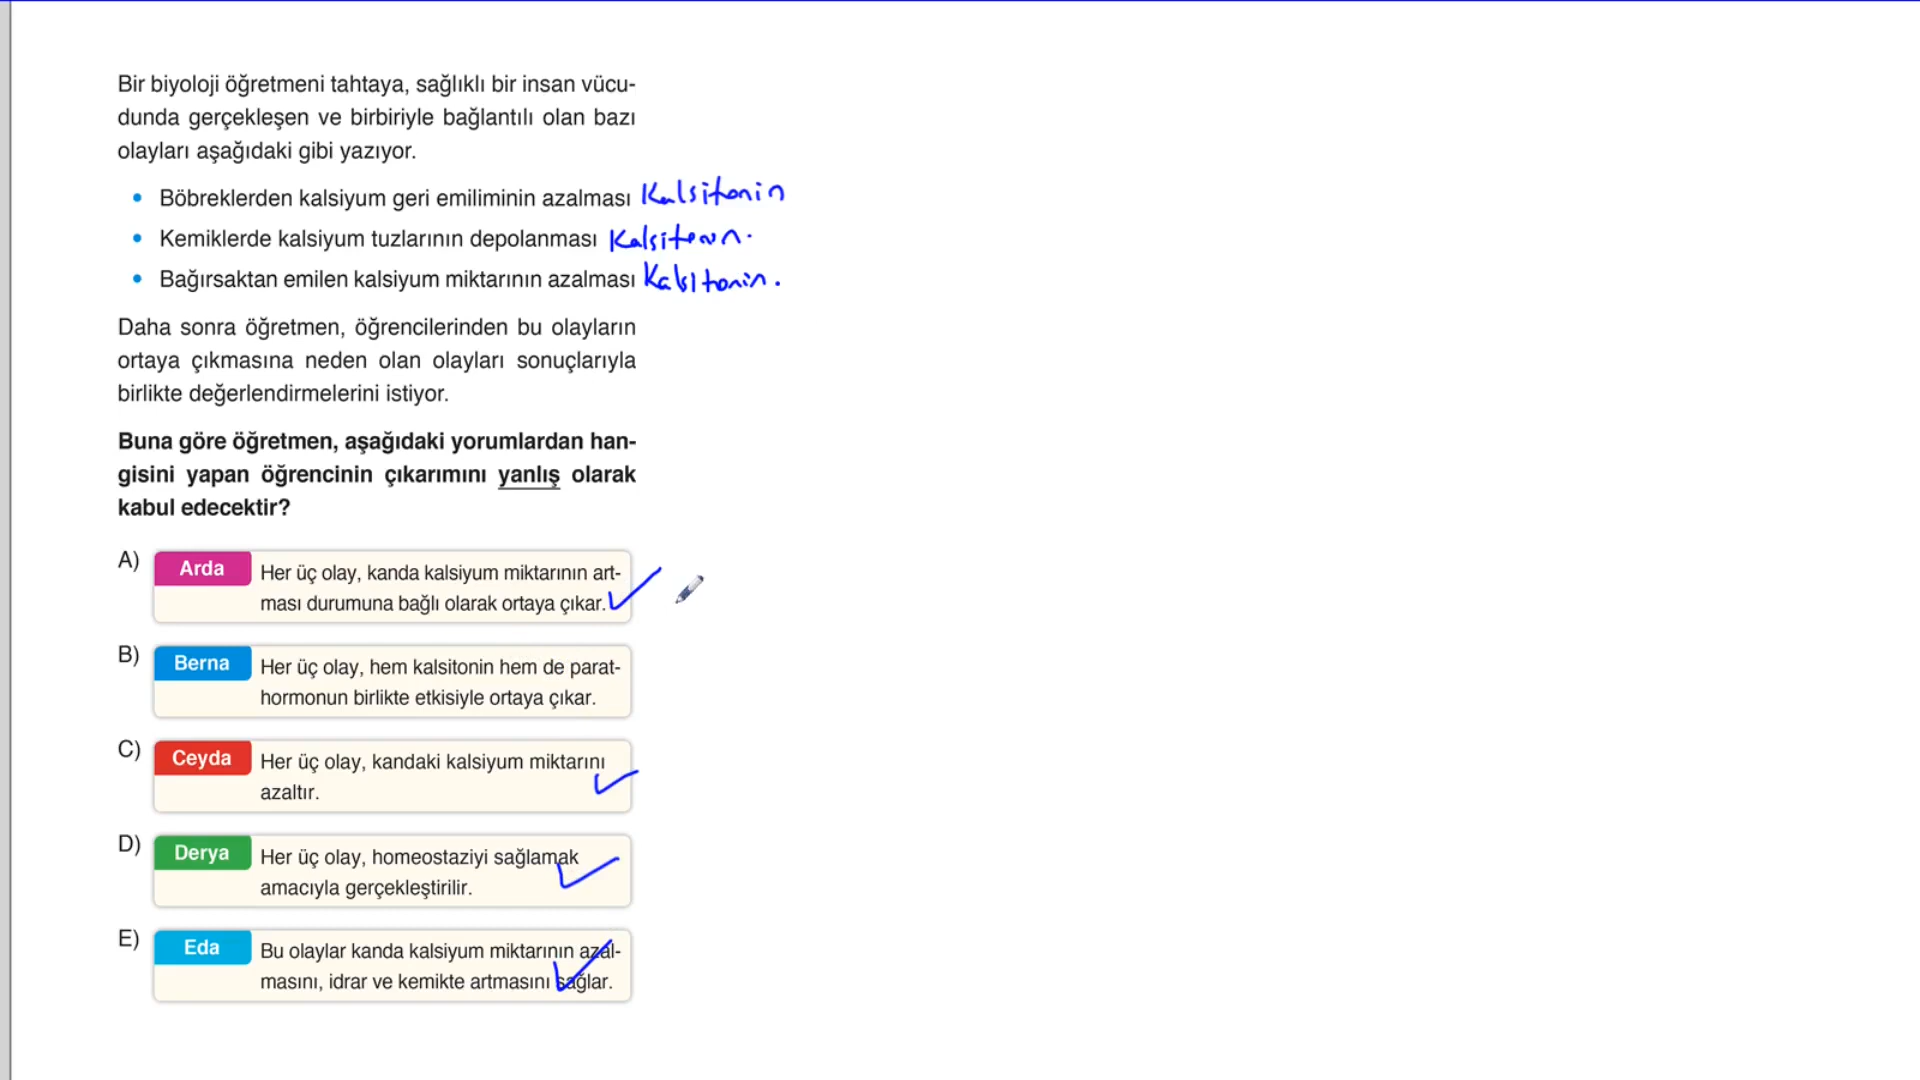 Bir biyoloji öğretmeni tahtaya, sağlıklı bir insan vücu-
dunda gerçekleşen ve birbiriyle bağlantılı olan bazı
olayları aşağıdaki gibi yazıyor.
• Böbreklerden kalsiyum geri emiliminin azalması Kalsitonin
• Kemiklerde kalsiyum tuzlarının depolanması Kalsitonin.
• Bağırsaktan emilen kalsiyum miktarının azalması Kalsitonin.
Daha sonra öğretmen, öğrencilerinden bu olayların
ortaya çıkmasına neden olan olayları sonuçlarıyla
birlikte değerlendirmelerini istiyor.
Buna göre öğretmen, aşağıdaki yorumlardan han-
gisini yapan öğrencinin çıkarımını yanlış olarak
kabul edecektir?
A) Arda Her üç olay, kanda kalsiyum miktarının art-
ması durumuna bağlı olarak ortaya çıkar.
B) Berna Her üç olay, hem kalsitonin hem de parat-
hormonun birlikte etkisiyle ortaya çıkar.
C) Ceyda Her üç olay, kandaki kalsiyum miktarını
azaltır.
D) Derya Her üç olay, homeostaziyi sağlamak
amacıyla gerçekleştirilir.
E) Eda Bu olaylar kanda kalsiyum miktarının azal-
masını, idrar ve kemikte artmasını sağlar.